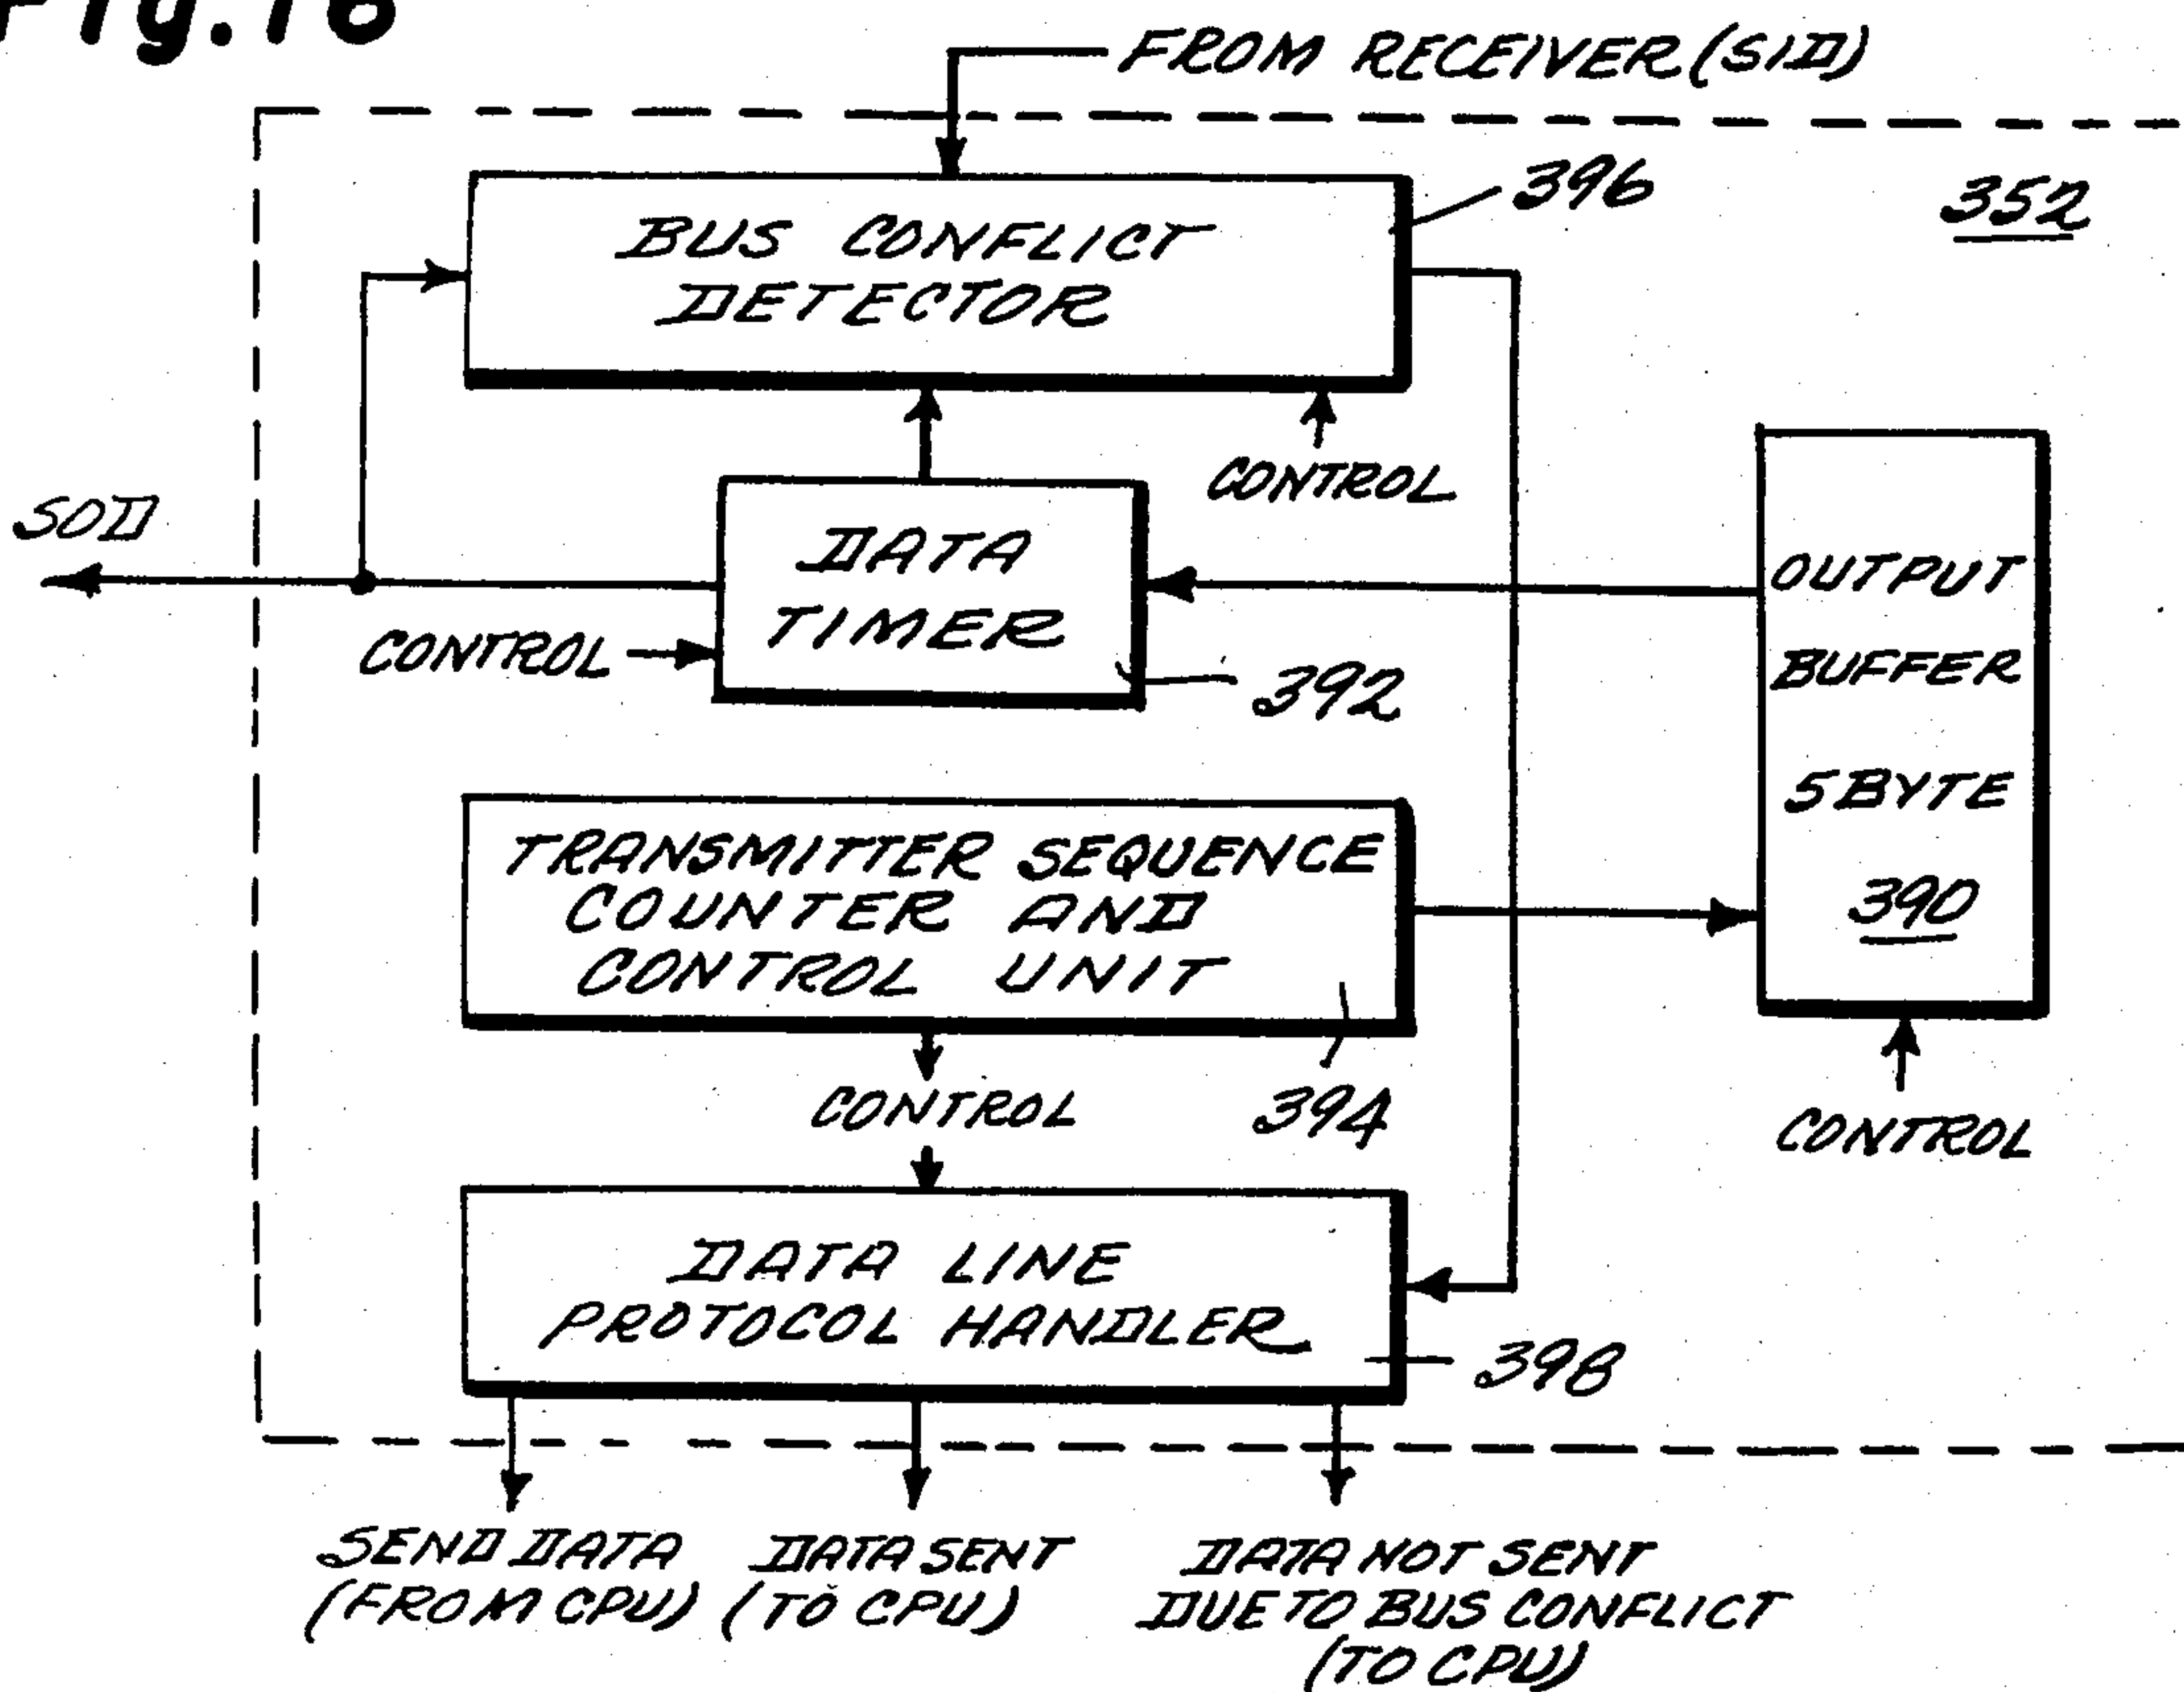 Fig.16
FROM RECEIVER (SID)
396
352
BUS CONFLICT
DETECTOR
CONTROL
SOD
DATA
TIMER
CONTROL
392
OUTPUT
BUFFER
5BYTE
390
TRANSMITTER SEQUENCE
COUNTER AND
CONTROL UNIT
CONTROL
394
CONTROL
DATA LINE
PROTOCOL HANDLER
398
SEND DATA
(FROM CPU)
DATA SENT
(TO CPU)
DATA NOT SENT
DUE TO BUS CONFLICT
(TO CPU)